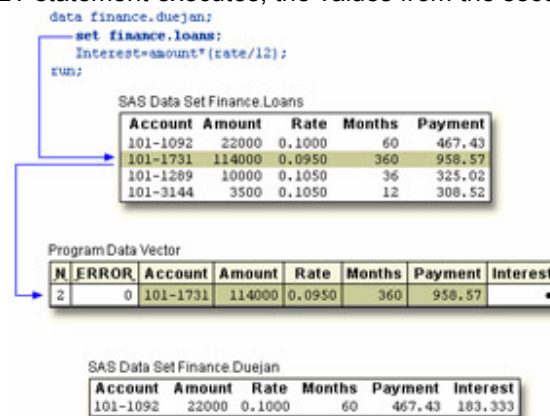 statement executes, the values from the
data finance.duejan;
set finance.loans;
Interest=amount*(rate/12);
run;
SAS Data Set Finance.Loans
Account Amount Rate Months Payment
101-1092 22000 0.1000 60 467.43
101-1731 114000 0.0950 360 958.57
101-1289 10000 0.1050 36 325.02
101-3144 3500 0.1050 12 308.52
Program Data Vector
_N_ _ERROR_ Account Amount Rate Months Payment Interest
2 0 101-1731 114000 0.0950 360 958.57 •
SAS Data Set Finance.Duejan
Account Amount Rate Months Payment Interest
101-1092 22000 0.1000 60 467.43 183.333